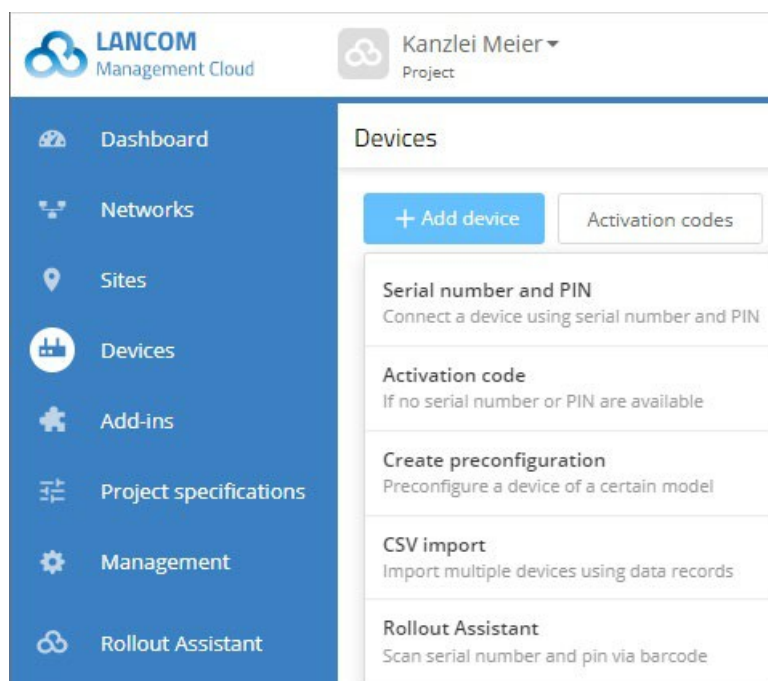 LANCOM
Management Cloud
Kanzlei Meier
Project
Dashboard
Networks
Sites
Devices
Add-ins
Project specifications
Management
Rollout Assistant
Devices
+ Add device
Activation codes
Serial number and PIN
Connect a device using serial number and PIN
Activation code
If no serial number or PIN are available
Create preconfiguration
Preconfigure a device of a certain model
CSV import
Import multiple devices using data records
Rollout Assistant
Scan serial number and pin via barcode